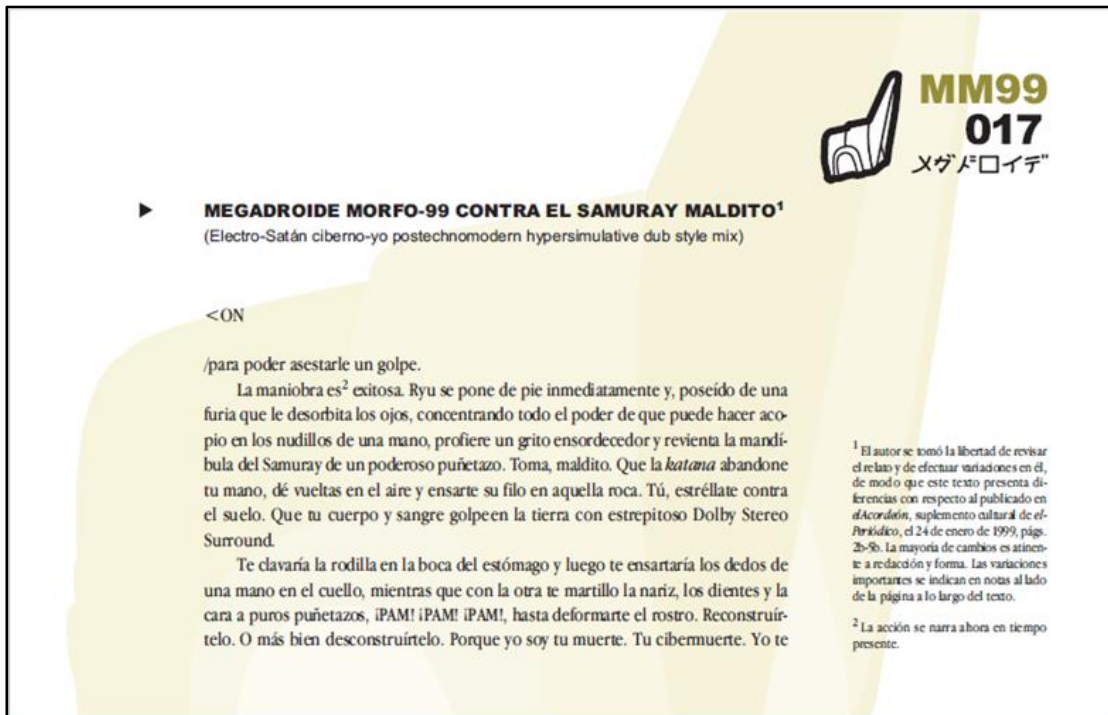 MM99
017
メガドロイデ
▶ MEGADROIDE MORFO-99 CONTRA EL SAMURAY MALDITO¹
(Electro-Satán ciberno-yo postechnomodern hypersimulative dub style mix)
<ON
/para poder asestarle un golpe.
La maniobra es² exitosa. Ryu se pone de pie inmediatamente y, poseído de una
furia que le desorbita los ojos, concentrando todo el poder de que puede hacer aco-
pio en los nudillos de una mano, profiere un grito ensordecedor y revienta la mandí-
bula del Samuray de un poderoso puñetazo. Toma, maldito. Que la katana abandone
tu mano, dé vueltas en el aire y ensarte su filo en aquella roca. Tú, estréllate contra
el suelo. Que tu cuerpo y sangre golpeen la tierra con estrepitoso Dolby Stereo
Surround.
Te clavaría la rodilla en la boca del estómago y luego te ensartaría los dedos de
una mano en el cuello, mientras que con la otra te martillo la nariz, los dientes y la
cara a puros puñetazos, ¡PAM! ¡PAM! ¡PAM!, hasta deformarte el rostro. Reconstruír-
telo. O más bien desconstruírtelo. Porque yo soy tu muerte. Tu cibermuerte. Yo te
¹ El autor se tomó la libertad de revisar
el relato y de efectuar variaciones en él,
de modo que este texto presenta di-
ferencias con respecto al publicado en
elAcordeón, suplemento cultural de el-
Periódico, el 24 de enero de 1999, págs.
2b-5b. La mayoría de cambios es atinen-
te a redacción y forma. Las variaciones
importantes se indican en notas al lado
de la página a lo largo del texto.
² La acción se narra ahora en tiempo
presente.